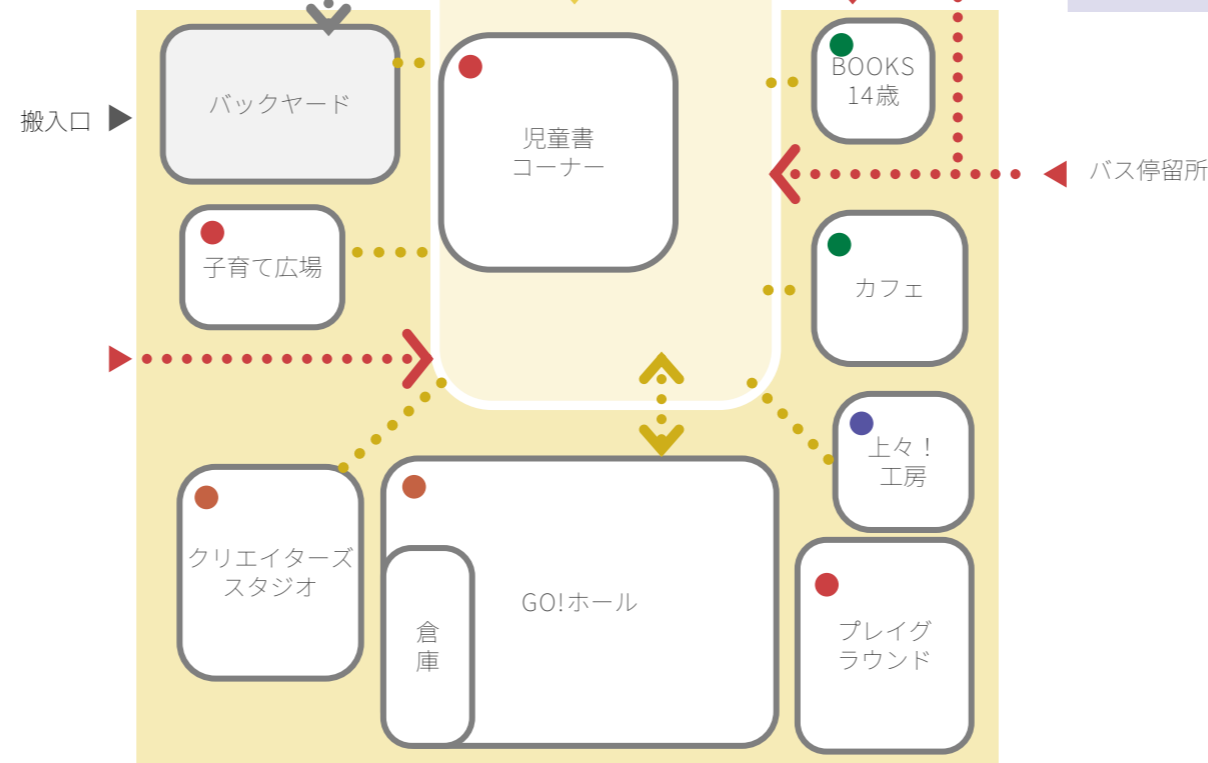 BOOKS
14歳
バックヤード
搬入口
児童書
コーナー
バス停留所
子育て広場
カフェ
上々！
工房
クリエイターズ
スタジオ
GO!ホール
倉
庫
プレイグ
ラウンド